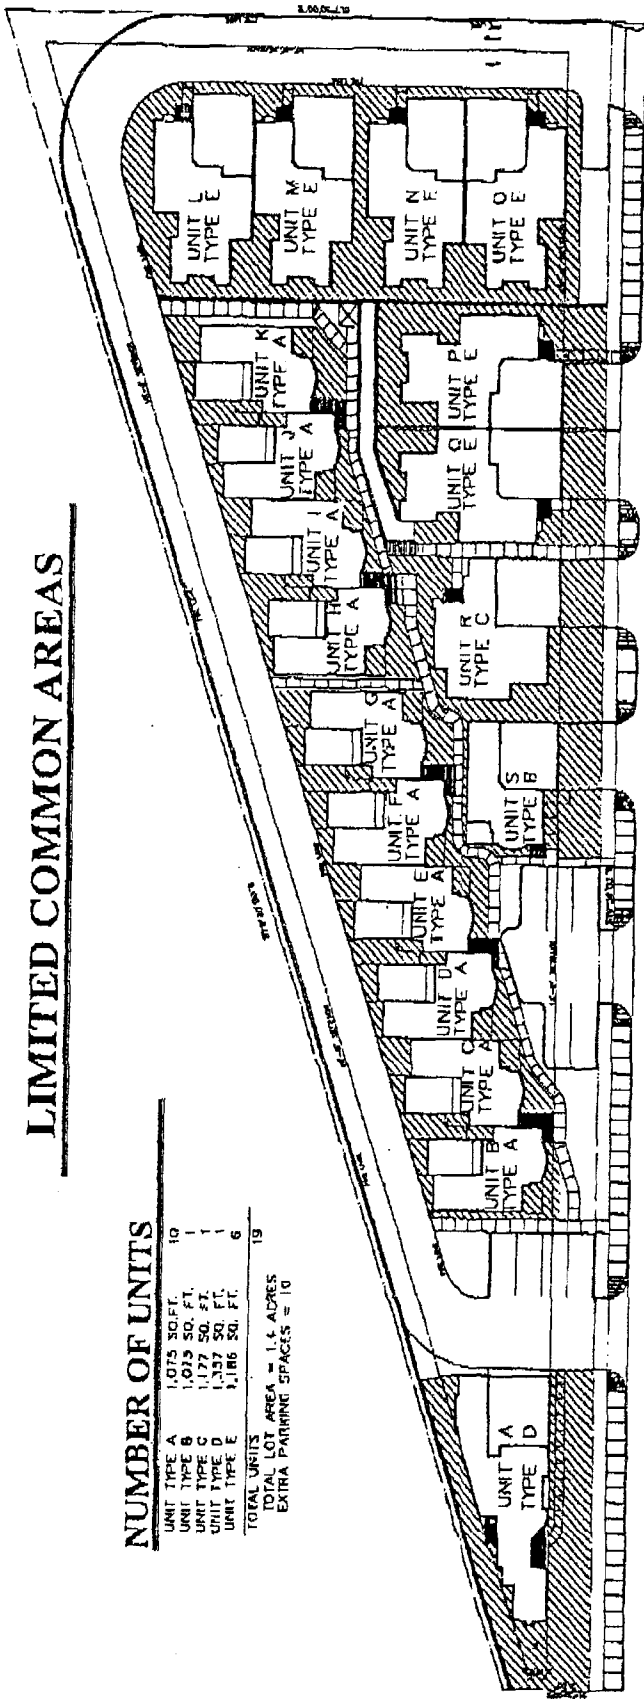 LIMITED COMMON AREAS
NUMBER OF UNITS
UNIT TYPE A 1,075 SQ.FT. 10
UNIT TYPE B 1,075 SQ. FT. 1
UNIT TYPE C 1,177 SQ. FT. 1
UNIT TYPE D 1,357 SQ. FT. 1
UNIT TYPE E 1,186 SQ. FT. 6
TOTAL UNITS 19
TOTAL LOT AREA = 1.4 ACRES
EXTRA PARKING SPACES = 10
UNIT A
TYPE D
UNIT B
TYPE A
UNIT C
TYPE A
UNIT D
TYPE A
UNIT E
TYPE A
UNIT F
TYPE A
UNIT G
TYPE A
UNIT H
TYPE A
UNIT I
TYPE A
UNIT J
TYPE A
UNIT K
TYPE A
UNIT L
TYPE E
UNIT M
TYPE E
UNIT N
TYPE E
UNIT O
TYPE E
UNIT P
TYPE E
UNIT Q
TYPE E
UNIT R
TYPE C
UNIT S
TYPE B